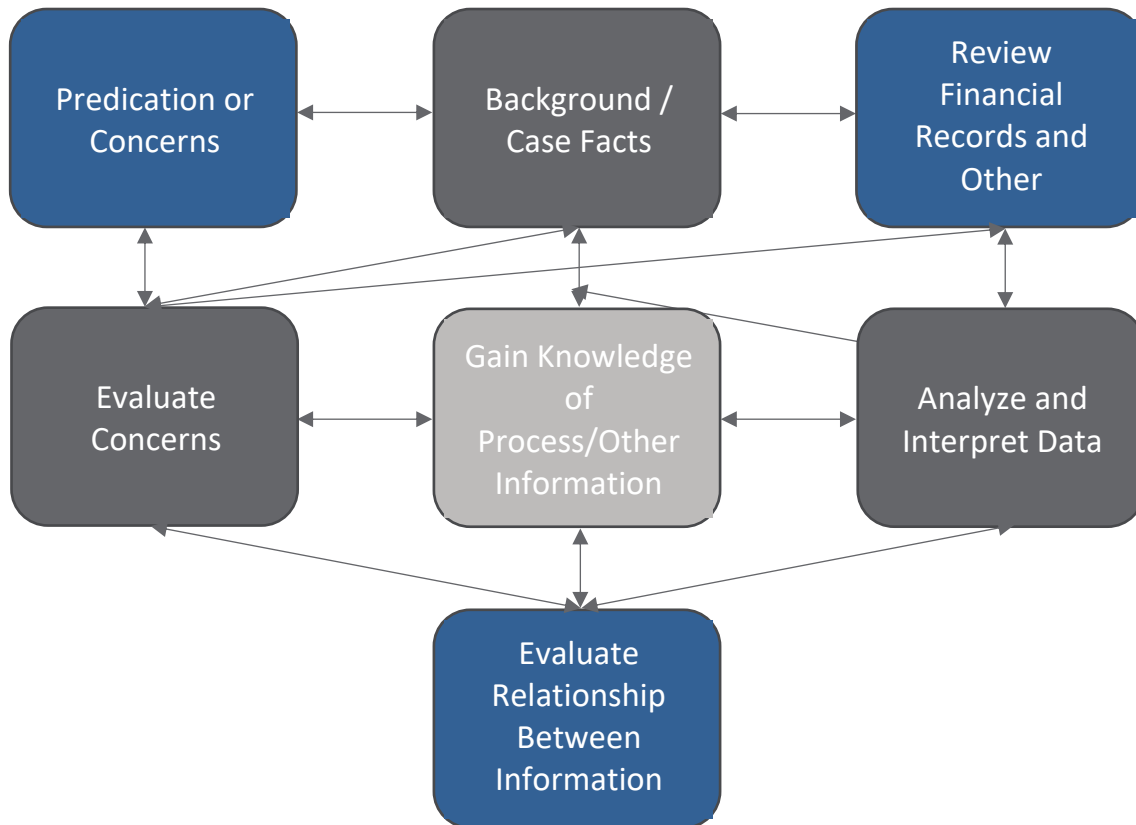 Predication or
Concerns
Background /
Case Facts
Review
Financial
Records and
Other
Evaluate
Concerns
Gain Knowledge
of
Process/Other
Information
Analyze and
Interpret Data
Evaluate
Relationship
Between
Information